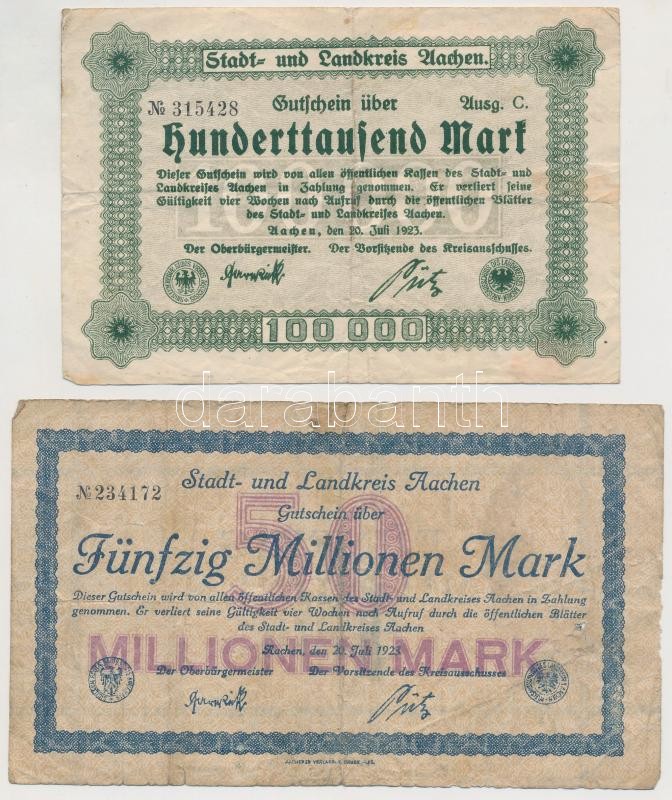 Stadt- und Landkreis Aachen.
№ 315428 Gutschein über Ausg. C.
Hunderttausend Mark
Dieser Gutschein wird von allen öffentlichen Kassen des Stadt- und
Landkreises Aachen in Zahlung genommen. Er verliert seine
Gültigkeit vier Wochen nach Aufruf durch die öffentlichen Blätter
des Stadt- und Landkreises Aachen.
Aachen, den 20. Juli 1923.
Der Oberbürgermeister. Der Vorsitzende des Kreisausschusses.
100 000
darabanth
Stadt- und Landkreis Aachen
№ 234172
Gutschein über
50
Fünfzig Millionen Mark
Dieser Gutschein wird von allen öffentlichen Kassen des Stadt- und Landkreises Aachen in Zahlung
genommen. Er verliert seine Gültigkeit vier Wochen nach Aufruf durch die öffentlichen Blätter
des Stadt- und Landkreises Aachen
MILLIONEN MARK
Aachen, den 20. Juli 1923
Der Oberbürgermeister Der Vorsitzende des Kreisausschusses